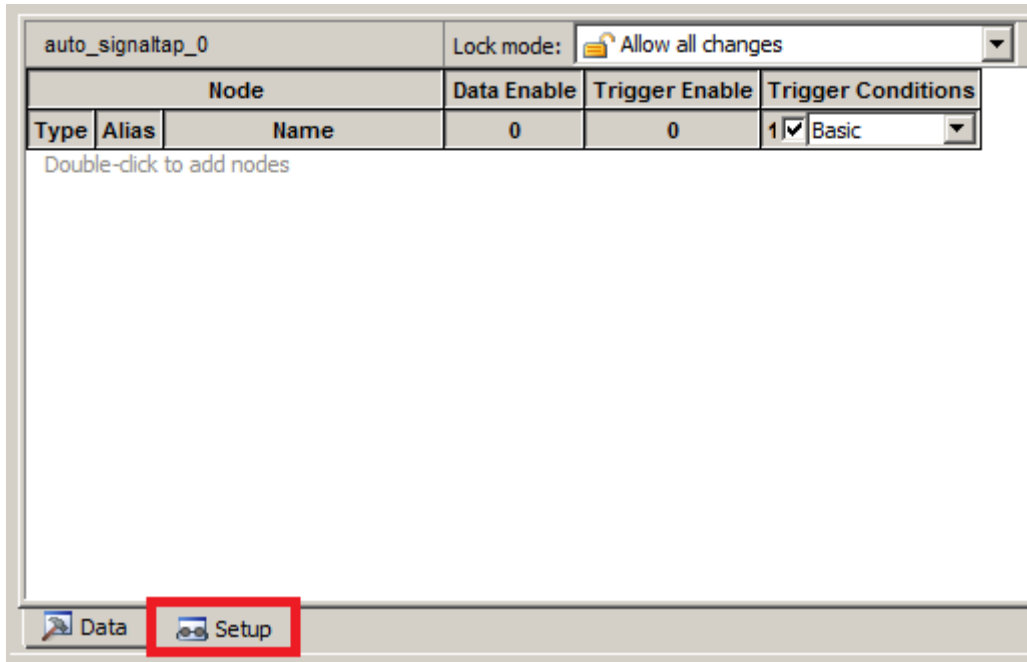 auto_signaltap_0 Lock mode: Allow all changes
Node Data Enable Trigger Enable Trigger Conditions
Type Alias Name 0 0 1 Basic
Double-click to add nodes
Data Setup